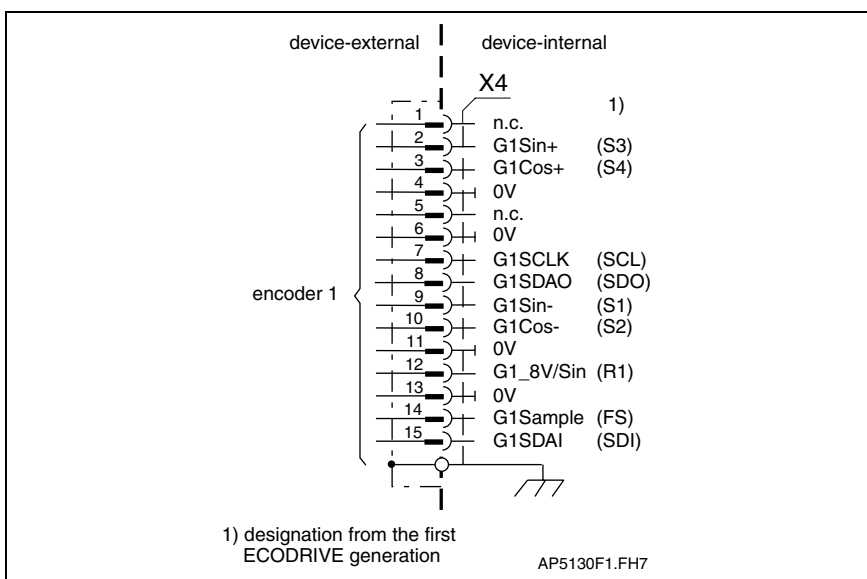 device-external device-internal
X4
1)
1 n.c.
2 G1Sin+ (S3)
3 G1Cos+ (S4)
4 0V
5 n.c.
6 0V
7 G1SCLK (SCL)
8 G1SDAO (SDO)
encoder 1
9 G1Sin- (S1)
10 G1Cos- (S2)
11 0V
12 G1_8V/Sin (R1)
13 0V
14 G1Sample (FS)
15 G1SDAI (SDI)
1) designation from the first
ECODRIVE generation
AP5130F1.FH7